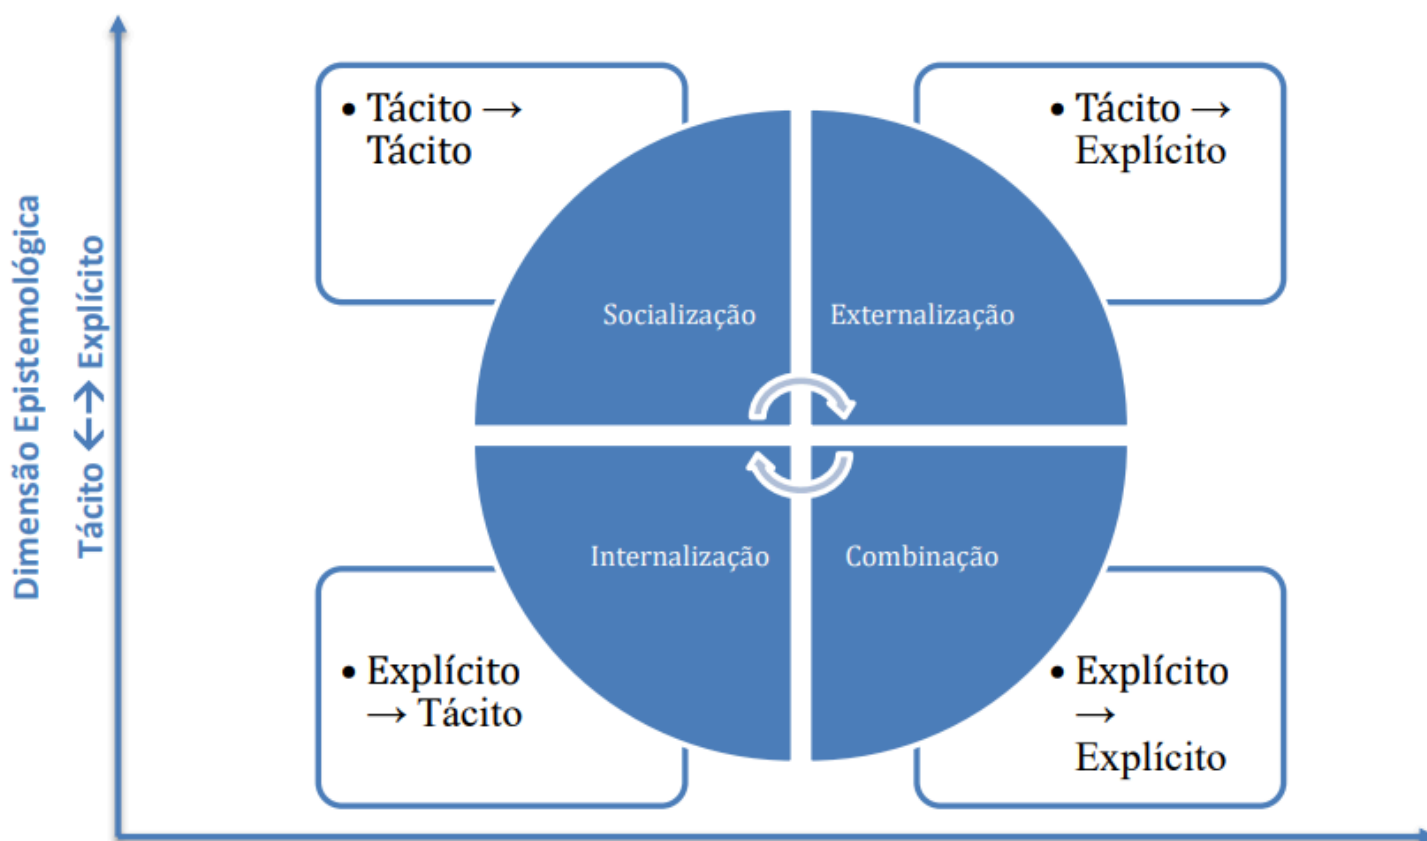 Dimensão Epistemológica
Tácito ←→ Explícito
• Tácito →
Tácito
• Tácito →
Explícito
Socialização
Externalização
Internalização
Combinação
• Explícito
→ Tácito
• Explícito
→
Explícito